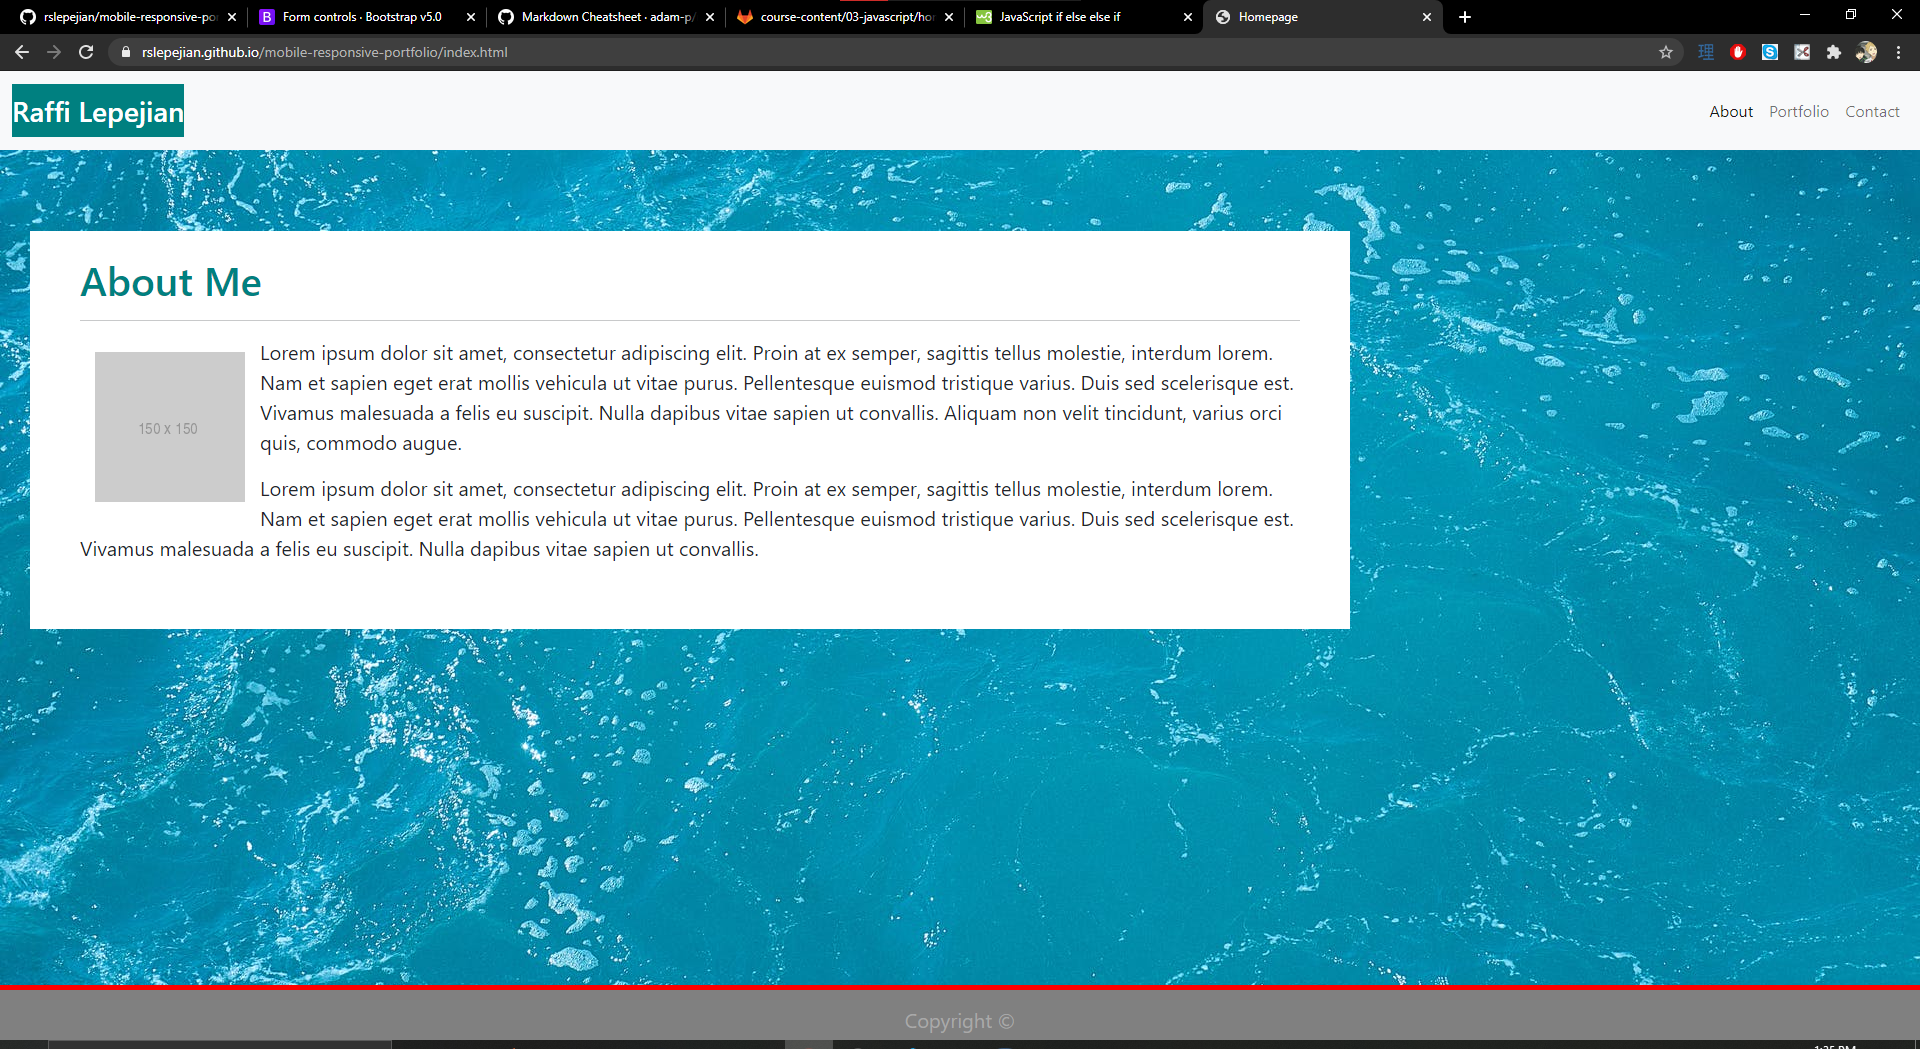 rslepejian/mobile-responsive-po
Form controls · Bootstrap v5.0
Markdown Cheatsheet · adam-p/
course-content/03-javascript/ho
JavaScript if else else if
Homepage
rslepejian.github.io/mobile-responsive-portfolio/index.html
理
Raffi Lepejian
About Portfolio Contact
About Me
150 x 150
Lorem ipsum dolor sit amet, consectetur adipiscing elit. Proin at ex semper, sagittis tellus molestie, interdum lorem.
Nam et sapien eget erat mollis vehicula ut vitae purus. Pellentesque euismod tristique varius. Duis sed scelerisque est.
Vivamus malesuada a felis eu suscipit. Nulla dapibus vitae sapien ut convallis. Aliquam non velit tincidunt, varius orci
quis, commodo augue.
Lorem ipsum dolor sit amet, consectetur adipiscing elit. Proin at ex semper, sagittis tellus molestie, interdum lorem.
Nam et sapien eget erat mollis vehicula ut vitae purus. Pellentesque euismod tristique varius. Duis sed scelerisque est.
Vivamus malesuada a felis eu suscipit. Nulla dapibus vitae sapien ut convallis.
Copyright ©